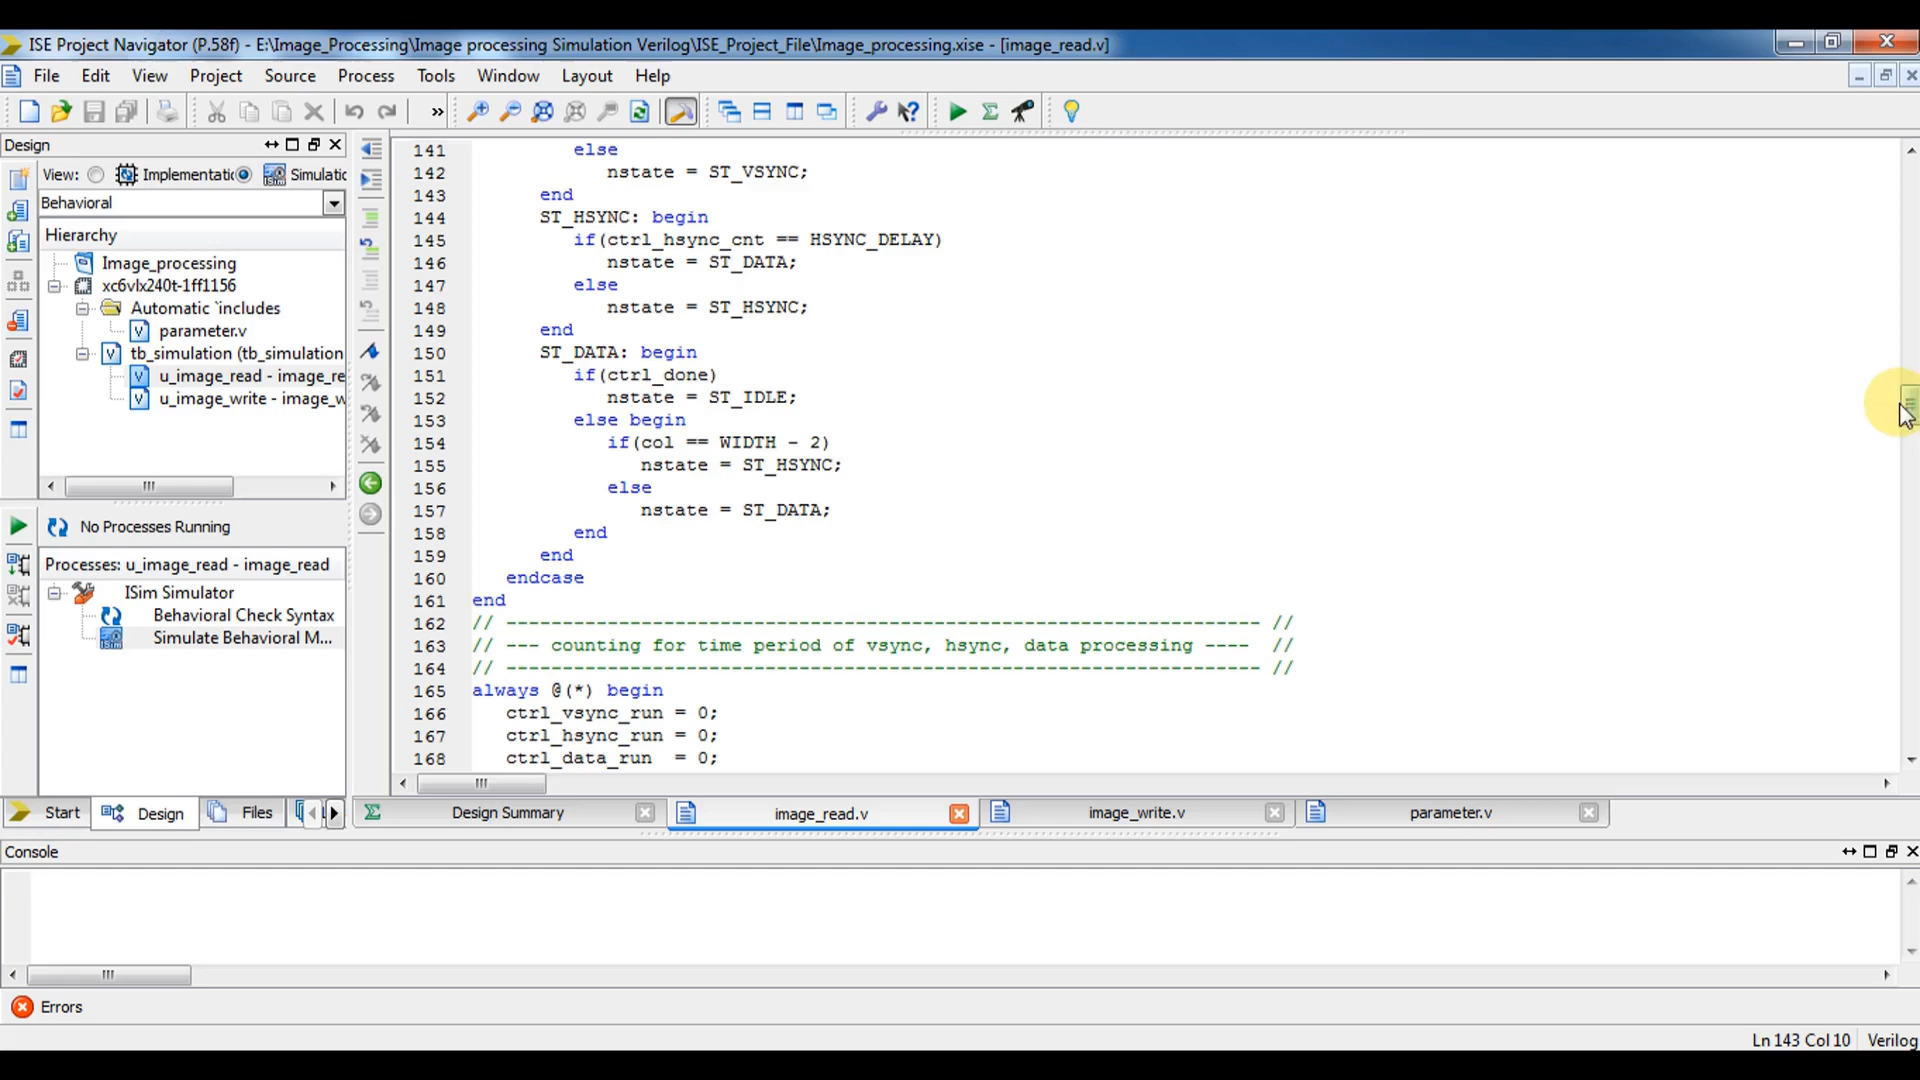 ISE Project Navigator (P.58f) - E:\Image_Processing\Image processing Simulation Verilog\ISE_Project_File\Image_processing.xise - [image_read.v]
File Edit View Project Source Process Tools Window Layout Help
Design
View: Implementatic Simulatic
Behavioral
Hierarchy
Image_processing
xc6vlx240t-1ff1156
Automatic `includes
parameter.v
tb_simulation (tb_simulation
u_image_read - image_re
u_image_write - image_w
No Processes Running
Processes: u_image_read - image_read
ISim Simulator
Behavioral Check Syntax
Simulate Behavioral M...
Start Design Files
141 else
142 nstate = ST_VSYNC;
143 end
144 ST_HSYNC: begin
145 if(ctrl_hsync_cnt == HSYNC_DELAY)
146 nstate = ST_DATA;
147 else
148 nstate = ST_HSYNC;
149 end
150 ST_DATA: begin
151 if(ctrl_done)
152 nstate = ST_IDLE;
153 else begin
154 if(col == WIDTH - 2)
155 nstate = ST_HSYNC;
156 else
157 nstate = ST_DATA;
158 end
159 end
160 endcase
161 end
162 // ------------------------------------------------------------------- //
163 // --- counting for time period of vsync, hsync, data processing ---- //
164 // ------------------------------------------------------------------- //
165 always @(*) begin
166 ctrl_vsync_run = 0;
167 ctrl_hsync_run = 0;
168 ctrl_data_run = 0;
Design Summary image_read.v image_write.v parameter.v
Console
Errors
Ln 143 Col 10 Verilog